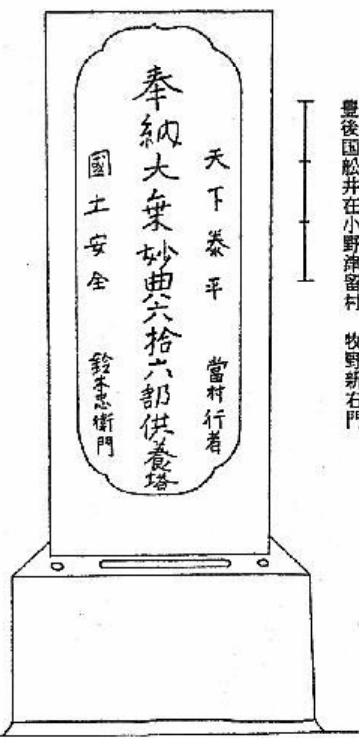 豊後国舩井在小野津留村　牧野新右門
天下泰平　當村行者
奉納大乗妙典六拾六部供養塔
國土安全　鈴木忠衛門